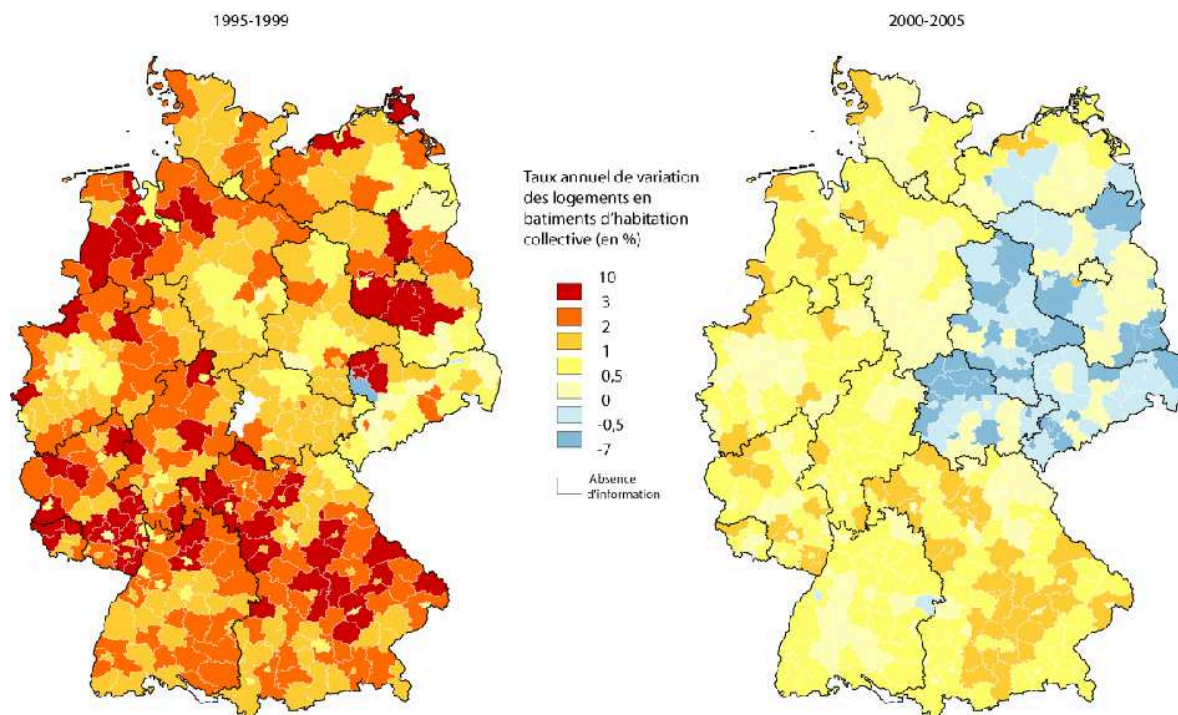 1995-1999
2000-2005
Taux annuel de variation
des logements en
batiments d'habitation
collective (en %)
10
3
2
1
0,5
0
-0,5
-7
Absence
d'information